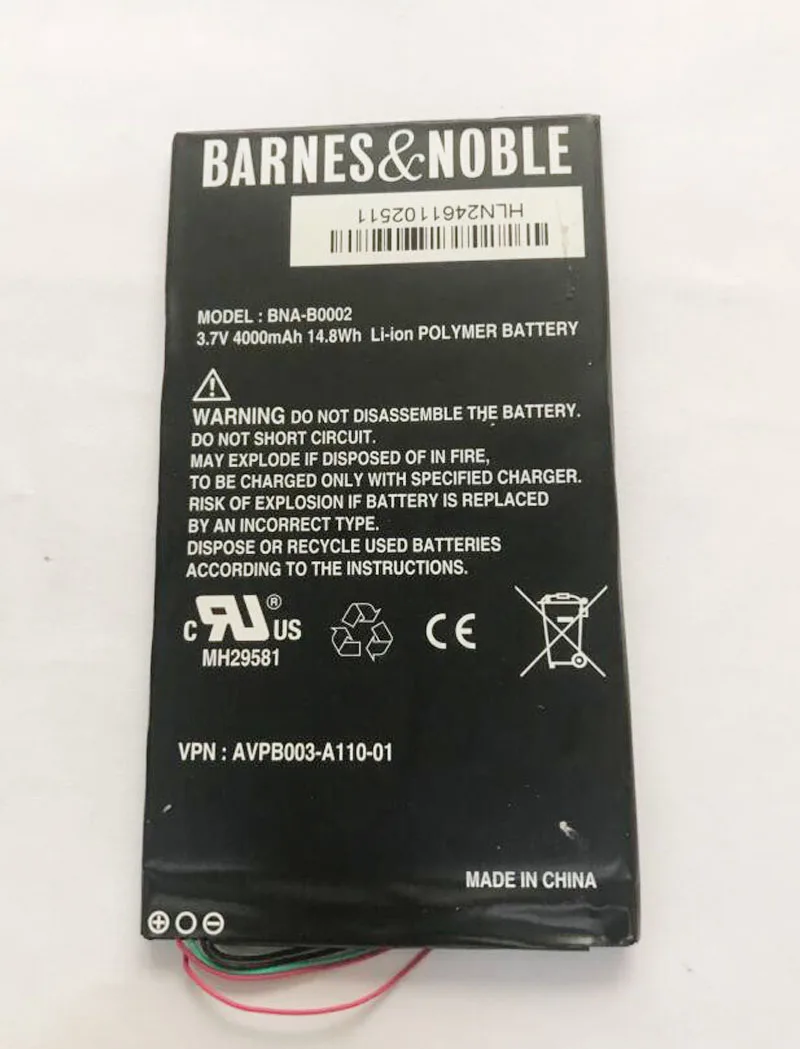 BARNES&NOBLE
HLN2461102511
MODEL : BNA-B0002
3.7V 4000mAh 14.8Wh Li-ion POLYMER BATTERY
WARNING DO NOT DISASSEMBLE THE BATTERY.
DO NOT SHORT CIRCUIT.
MAY EXPLODE IF DISPOSED OF IN FIRE,
TO BE CHARGED ONLY WITH SPECIFIED CHARGER.
RISK OF EXPLOSION IF BATTERY IS REPLACED
BY AN INCORRECT TYPE.
DISPOSE OR RECYCLE USED BATTERIES
ACCORDING TO THE INSTRUCTIONS.
C RU ® US CE
MH29581
VPN : AVPB003-A110-01
MADE IN CHINA